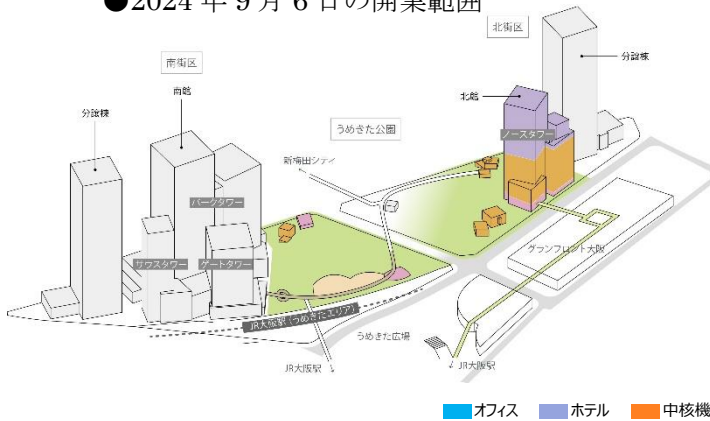 ●2024 年 9 月 6 日の開業範囲
北街区
分譲棟
南街区
南館
北館
分譲棟
うめきた公園
ノースタワー
新梅田シティ
パークタワー
グランフロント大阪
サウスタワー
ゲートタワー
JR大阪駅（うめきたエリア）
うめきた広場
JR大阪駅
JR大阪駅
オフィス ホテル 中核機